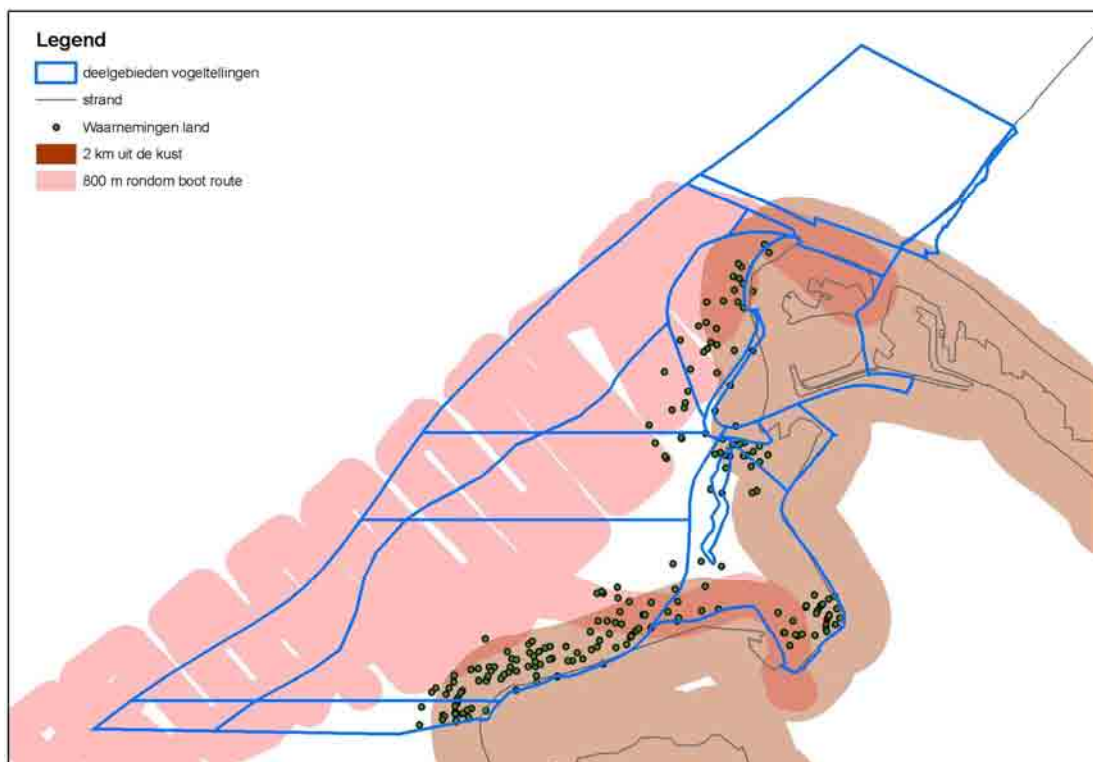 Legend
deelgebieden vogeltellingen
strand
Waarnemingen land
2 km uit de kust
800 m rondom boot route